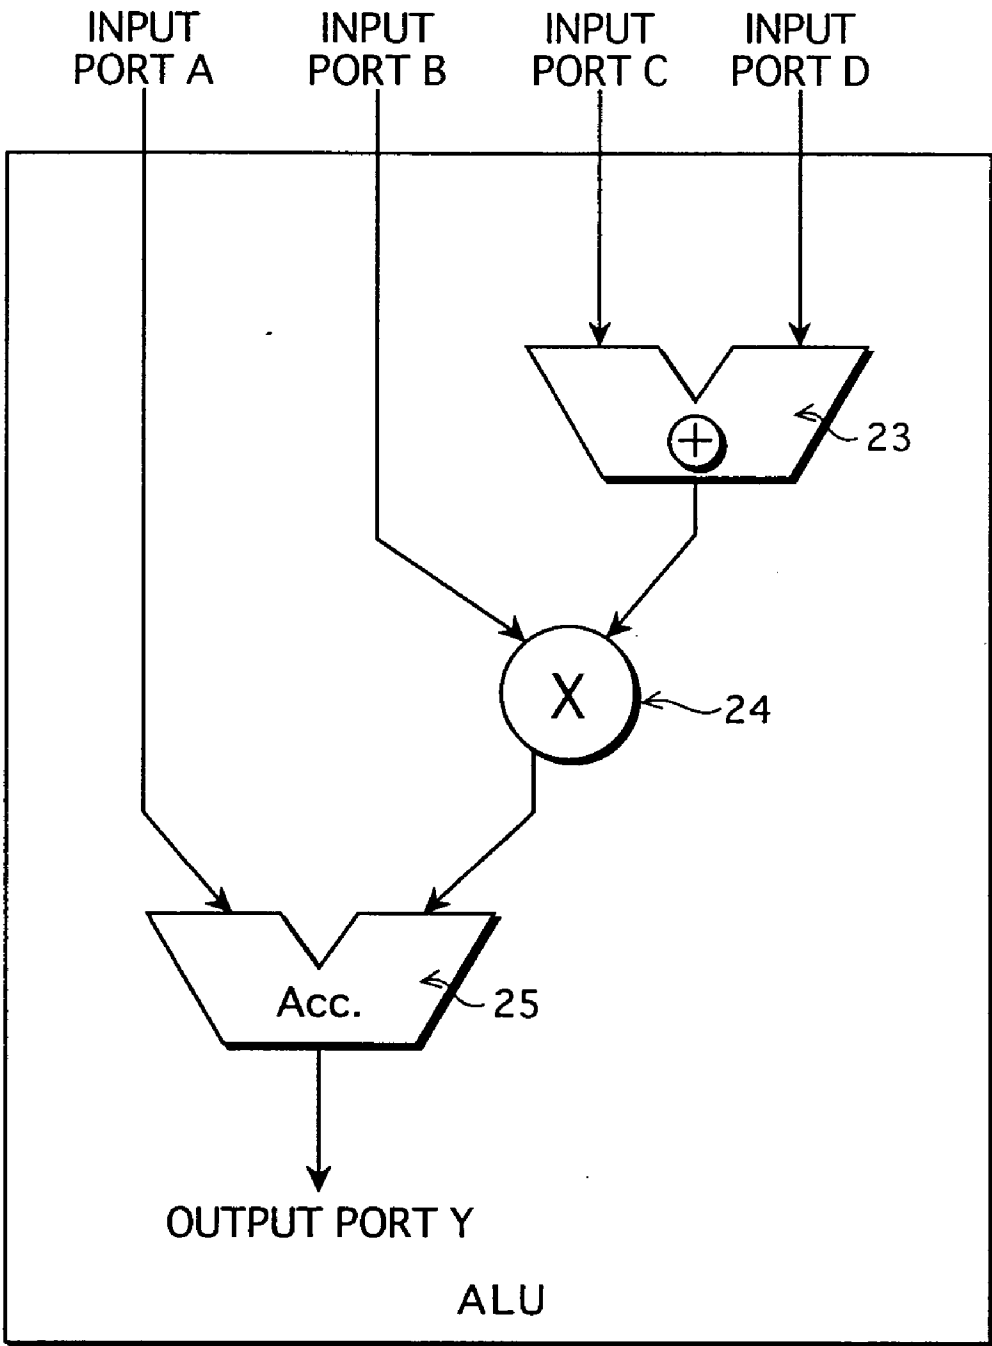 INPUT
PORT A
INPUT
PORT B
INPUT
PORT C
INPUT
PORT D
+
23
X
24
Acc.
25
OUTPUT PORT Y
ALU